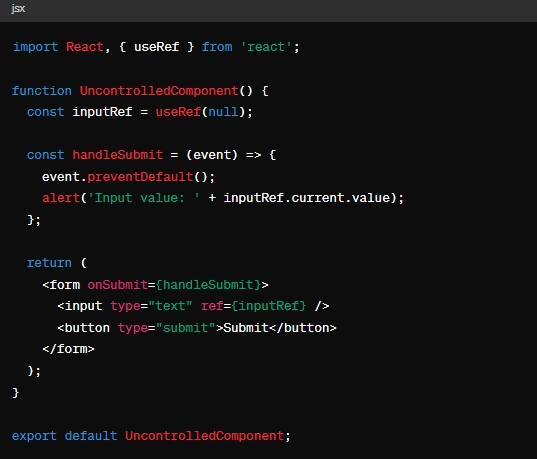 jsx
import React, { useRef } from 'react';
function UncontrolledComponent() {
  const inputRef = useRef(null);
  const handleSubmit = (event) => {
    event.preventDefault();
    alert('Input value: ' + inputRef.current.value);
  };
  return (
    <form onSubmit={handleSubmit}>
      <input type="text" ref={inputRef} />
      <button type="submit">Submit</button>
    </form>
  );
}
export default UncontrolledComponent;